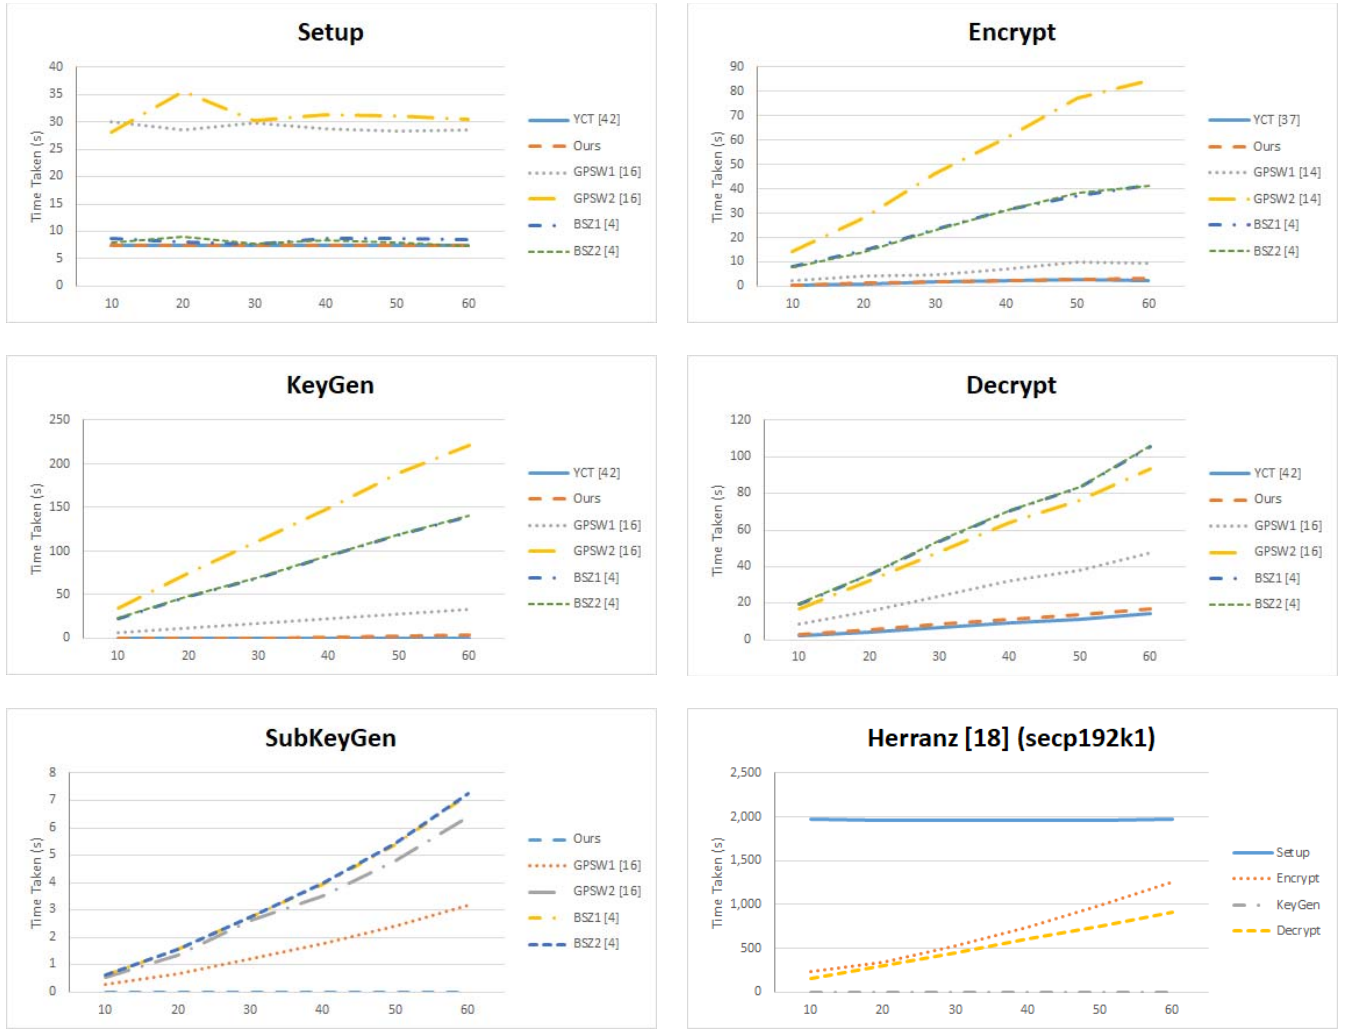 Setup
40
35
30
25
20
15
10
5
0
Time Taken (s)
10 20 30 40 50 60
YCT [42]
Ours
GPSW1 [16]
GPSW2 [16]
BSZ1 [4]
BSZ2 [4]
Encrypt
90
80
70
60
50
40
30
20
10
0
Time Taken (s)
10 20 30 40 50 60
YCT [37]
Ours
GPSW1 [14]
GPSW2 [14]
BSZ1 [4]
BSZ2 [4]
KeyGen
250
200
150
100
50
0
Time Taken (s)
10 20 30 40 50 60
YCT [42]
Ours
GPSW1 [16]
GPSW2 [16]
BSZ1 [4]
BSZ2 [4]
Decrypt
120
100
80
60
40
20
0
Time Taken (s)
10 20 30 40 50 60
YCT [42]
Ours
GPSW1 [16]
GPSW2 [16]
BSZ1 [4]
BSZ2 [4]
SubKeyGen
8
7
6
5
4
3
2
1
0
Time Taken (s)
10 20 30 40 50 60
Ours
GPSW1 [16]
GPSW2 [16]
BSZ1 [4]
BSZ2 [4]
Herranz [18] (secp192k1)
2,500
2,000
1,500
1,000
500
0
Time Taken (s)
10 20 30 40 50 60
Setup
Encrypt
KeyGen
Decrypt